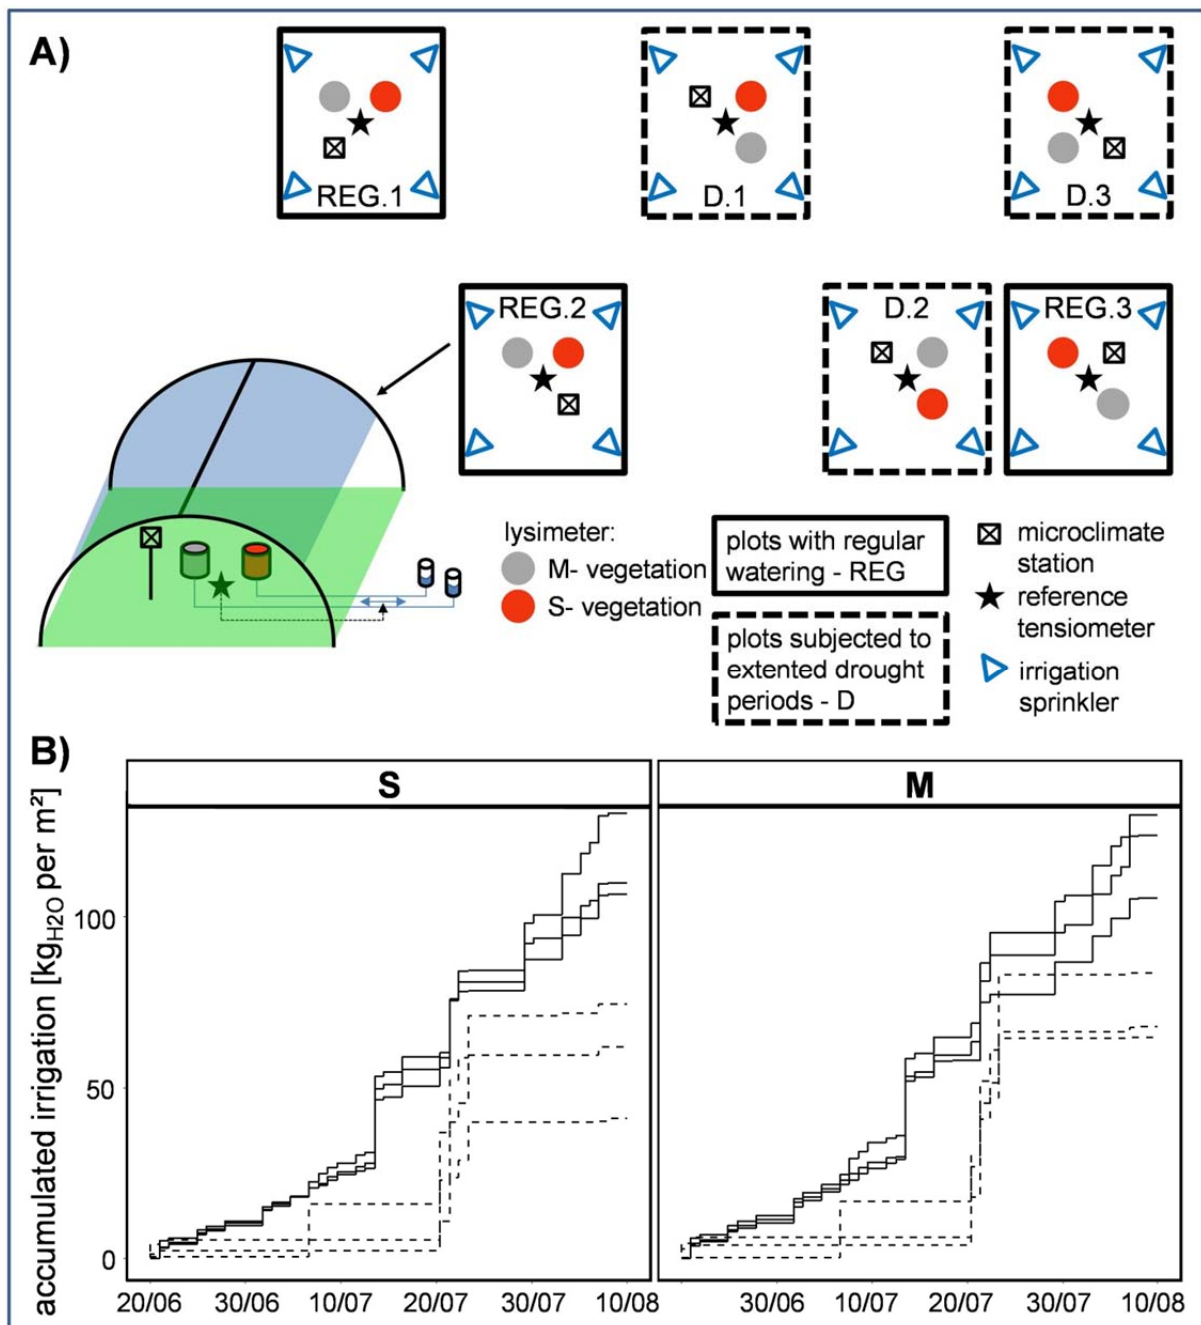 A)
REG.1
D.1
D.3
REG.2
D.2
REG.3
lysimeter:
M- vegetation
S- vegetation
plots with regular
watering - REG
plots subjected to
extented drought
periods - D
microclimate
station
reference
tensiometer
irrigation
sprinkler
B)
S
M
accumulated irrigation [kg_H2O per m²]
100
50
0
20/06
30/06
10/07
20/07
30/07
10/08
30/06
10/07
20/07
30/07
10/08